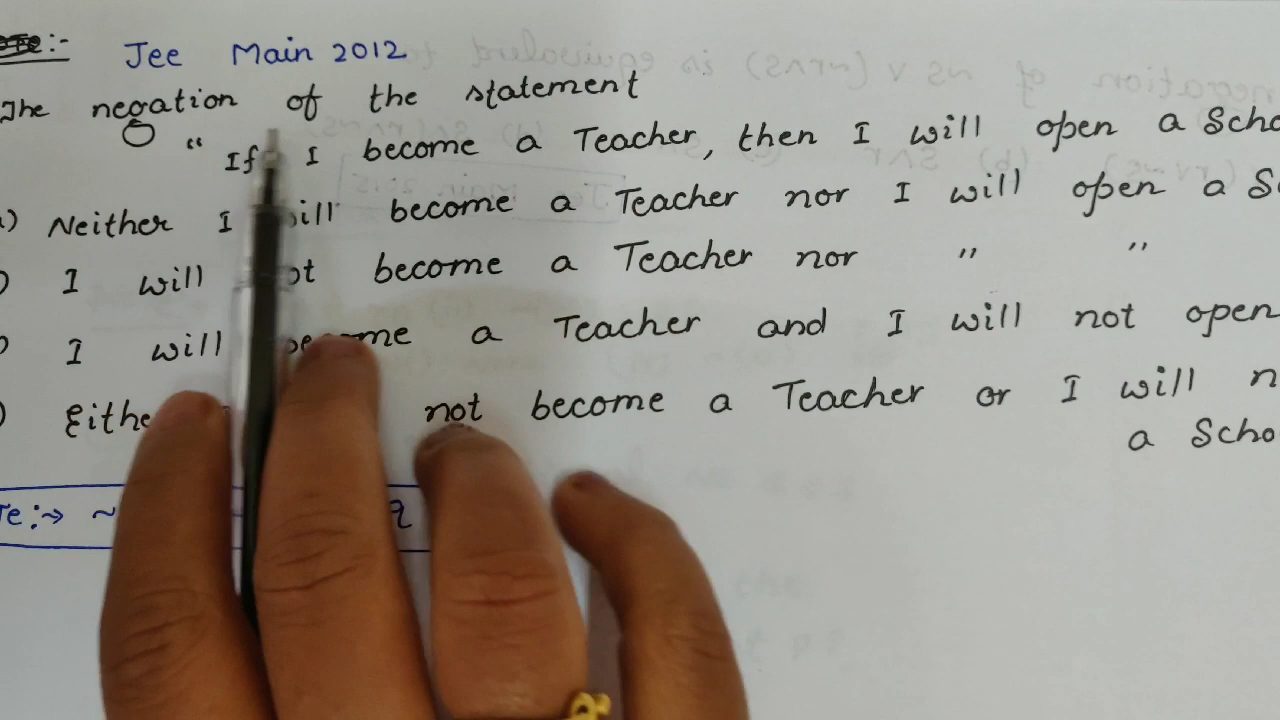 Jee Main 2012
The negation of the statement
" If I become a Teacher, then I will open a Scho
a) Neither I will become a Teacher nor I will open a S
) I will not become a Teacher nor " "
) I will become a Teacher and I will not open
) Eithe not become a Teacher or I will n
a Scho
Te:→ ~ q